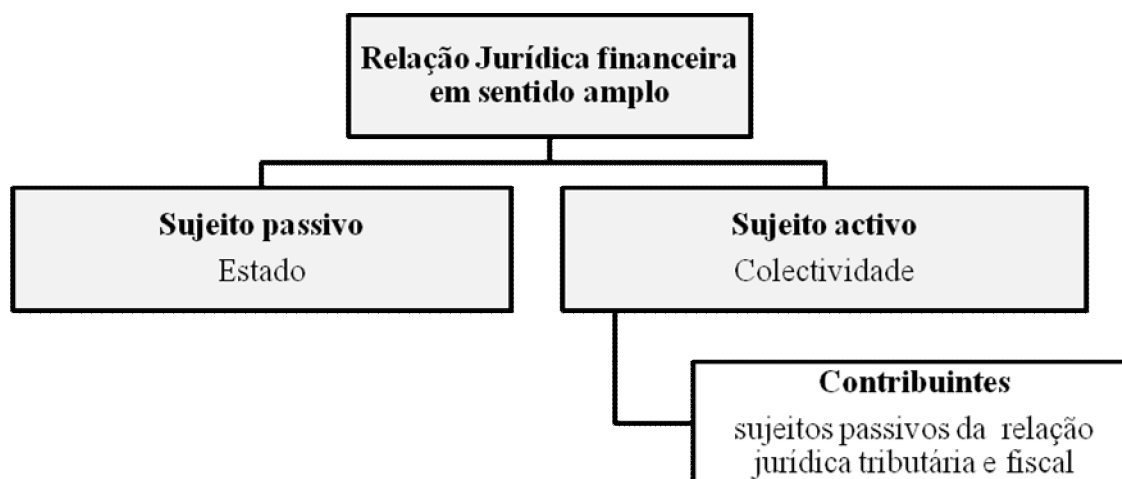 Relação Jurídica financeira
em sentido amplo
Sujeito passivo
Estado
Sujeito activo
Colectividade
Contribuintes
sujeitos passivos da relação
jurídica tributária e fiscal